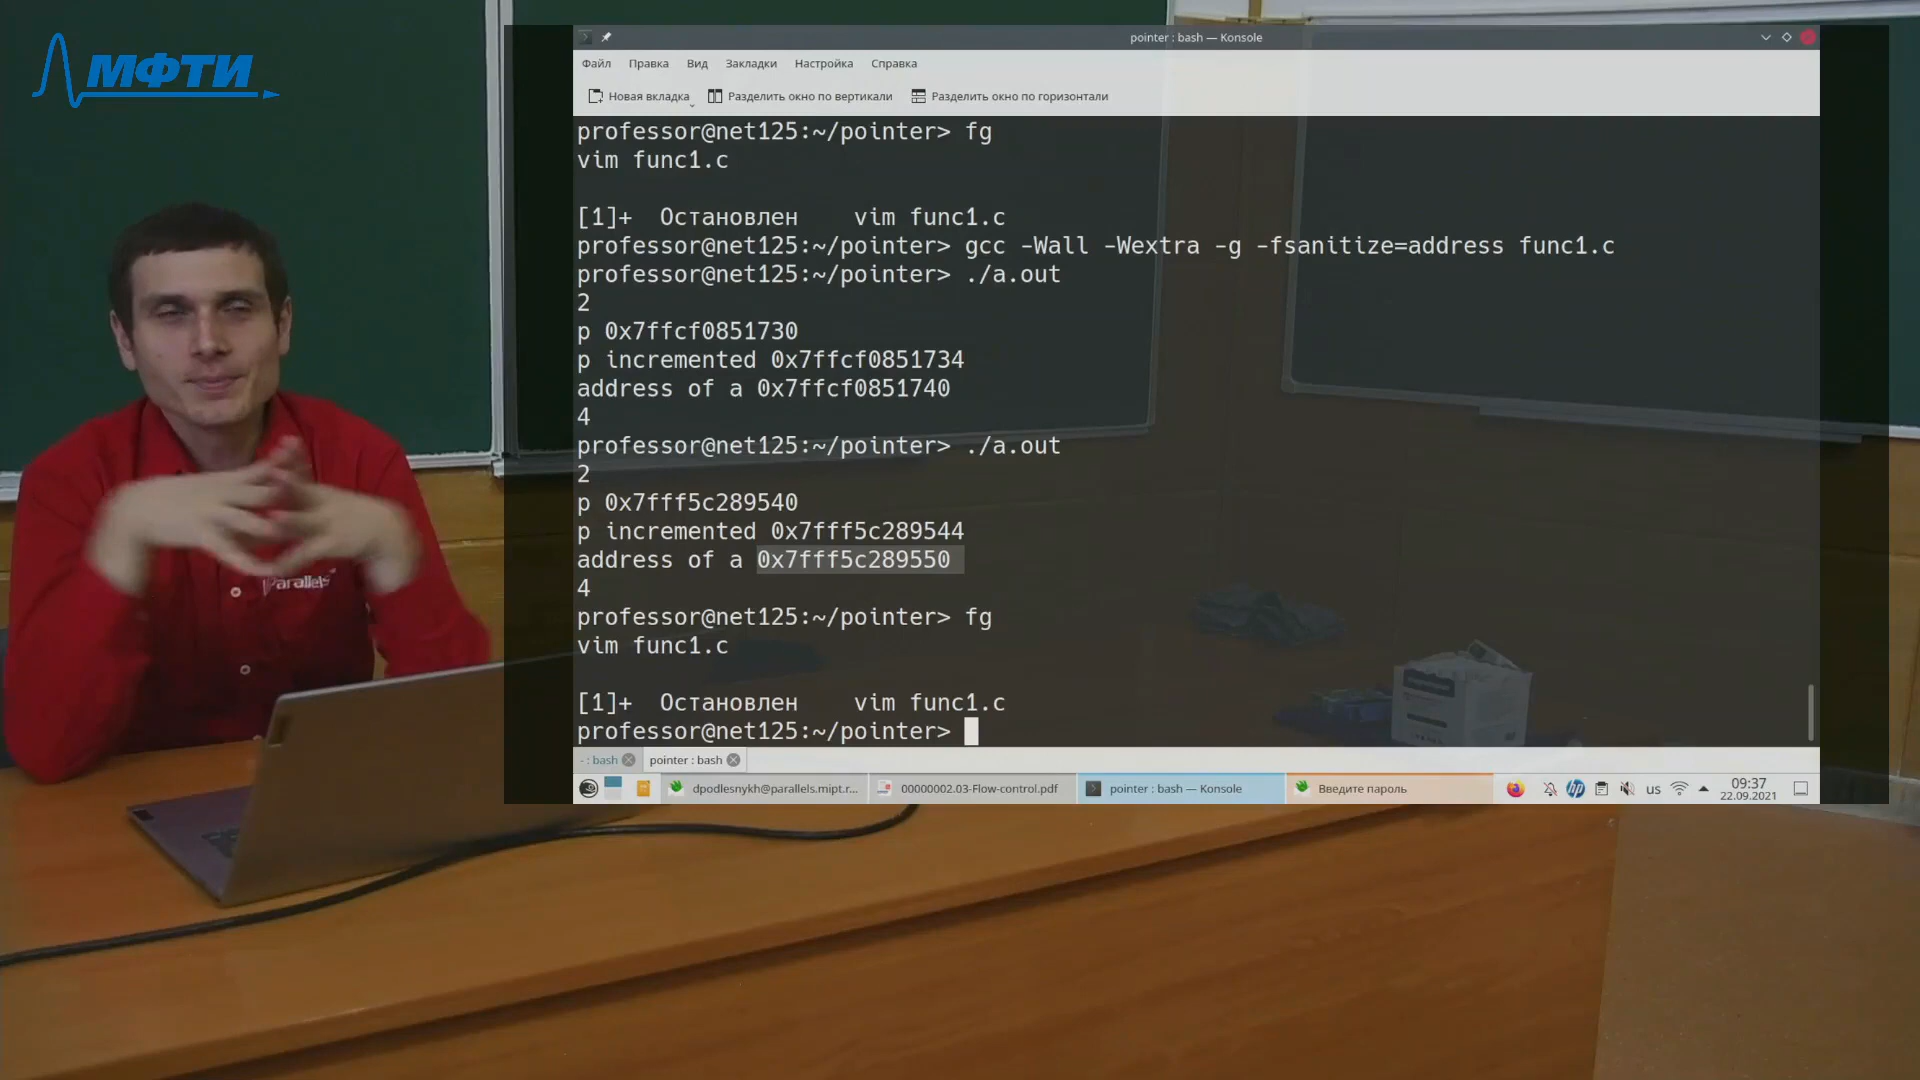 МФТИ
pointer : bash — Konsole
Файл Правка Вид Закладки Настройка Справка
Новая вкладка Разделить окно по вертикали Разделить окно по горизонтали
professor@net125:~/pointer> fg
vim func1.c
[1]+ Остановлен vim func1.c
professor@net125:~/pointer> gcc -Wall -Wextra -g -fsanitize=address func1.c
professor@net125:~/pointer> ./a.out
2
p 0x7ffcf0851730
p incremented 0x7ffcf0851734
address of a 0x7ffcf0851740
4
professor@net125:~/pointer> ./a.out
2
p 0x7fff5c289540
p incremented 0x7fff5c289544
address of a 0x7fff5c289550
4
professor@net125:~/pointer> fg
vim func1.c
[1]+ Остановлен vim func1.c
professor@net125:~/pointer>
Parallels
- : bash pointer : bash
dpodlesnykh@parallels.mipt.r... 00000002.03-Flow-control.pdf pointer : bash — Konsole Введите пароль us 09:37
22.09.2021